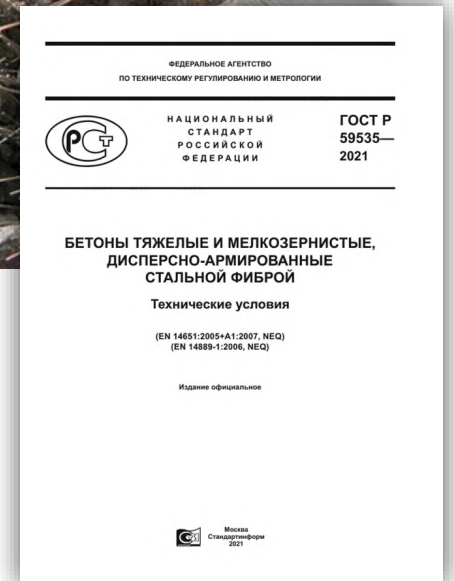 ФЕДЕРАЛЬНОЕ АГЕНТСТВО
ПО ТЕХНИЧЕСКОМУ РЕГУЛИРОВАНИЮ И МЕТРОЛОГИИ
РСТ
НАЦИОНАЛЬНЫЙ
СТАНДАРТ
РОССИЙСКОЙ
ФЕДЕРАЦИИ
ГОСТ Р
59535—
2021
БЕТОНЫ ТЯЖЕЛЫЕ И МЕЛКОЗЕРНИСТЫЕ,
ДИСПЕРСНО-АРМИРОВАННЫЕ
СТАЛЬНОЙ ФИБРОЙ
Технические условия
(EN 14651:2005+A1:2007, NEQ)
(EN 14889-1:2006, NEQ)
Издание официальное
Москва
Стандартинформ
2021